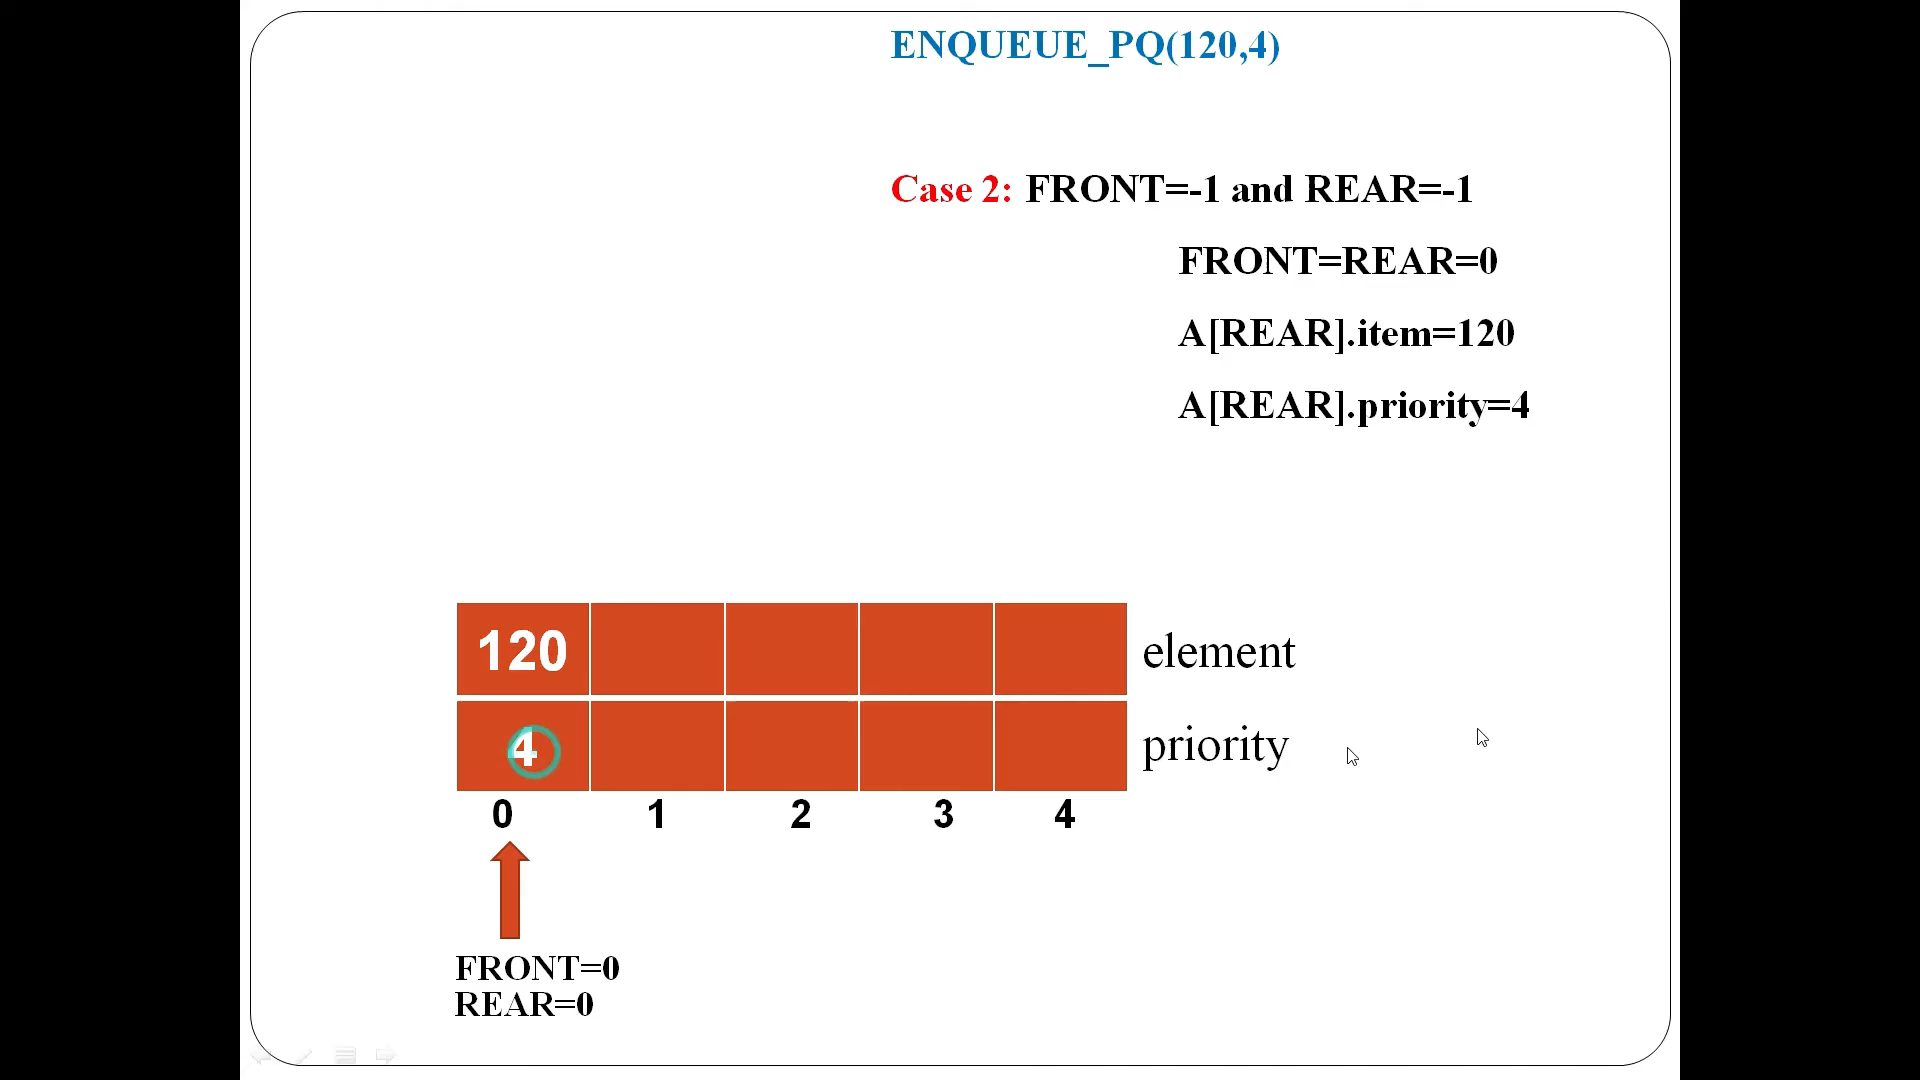 ENQUEUE_PQ(120,4)
Case 2: FRONT=-1 and REAR=-1
FRONT=REAR=0
A[REAR].item=120
A[REAR].priority=4
120 element
4 priority
0 1 2 3 4
FRONT=0
REAR=0